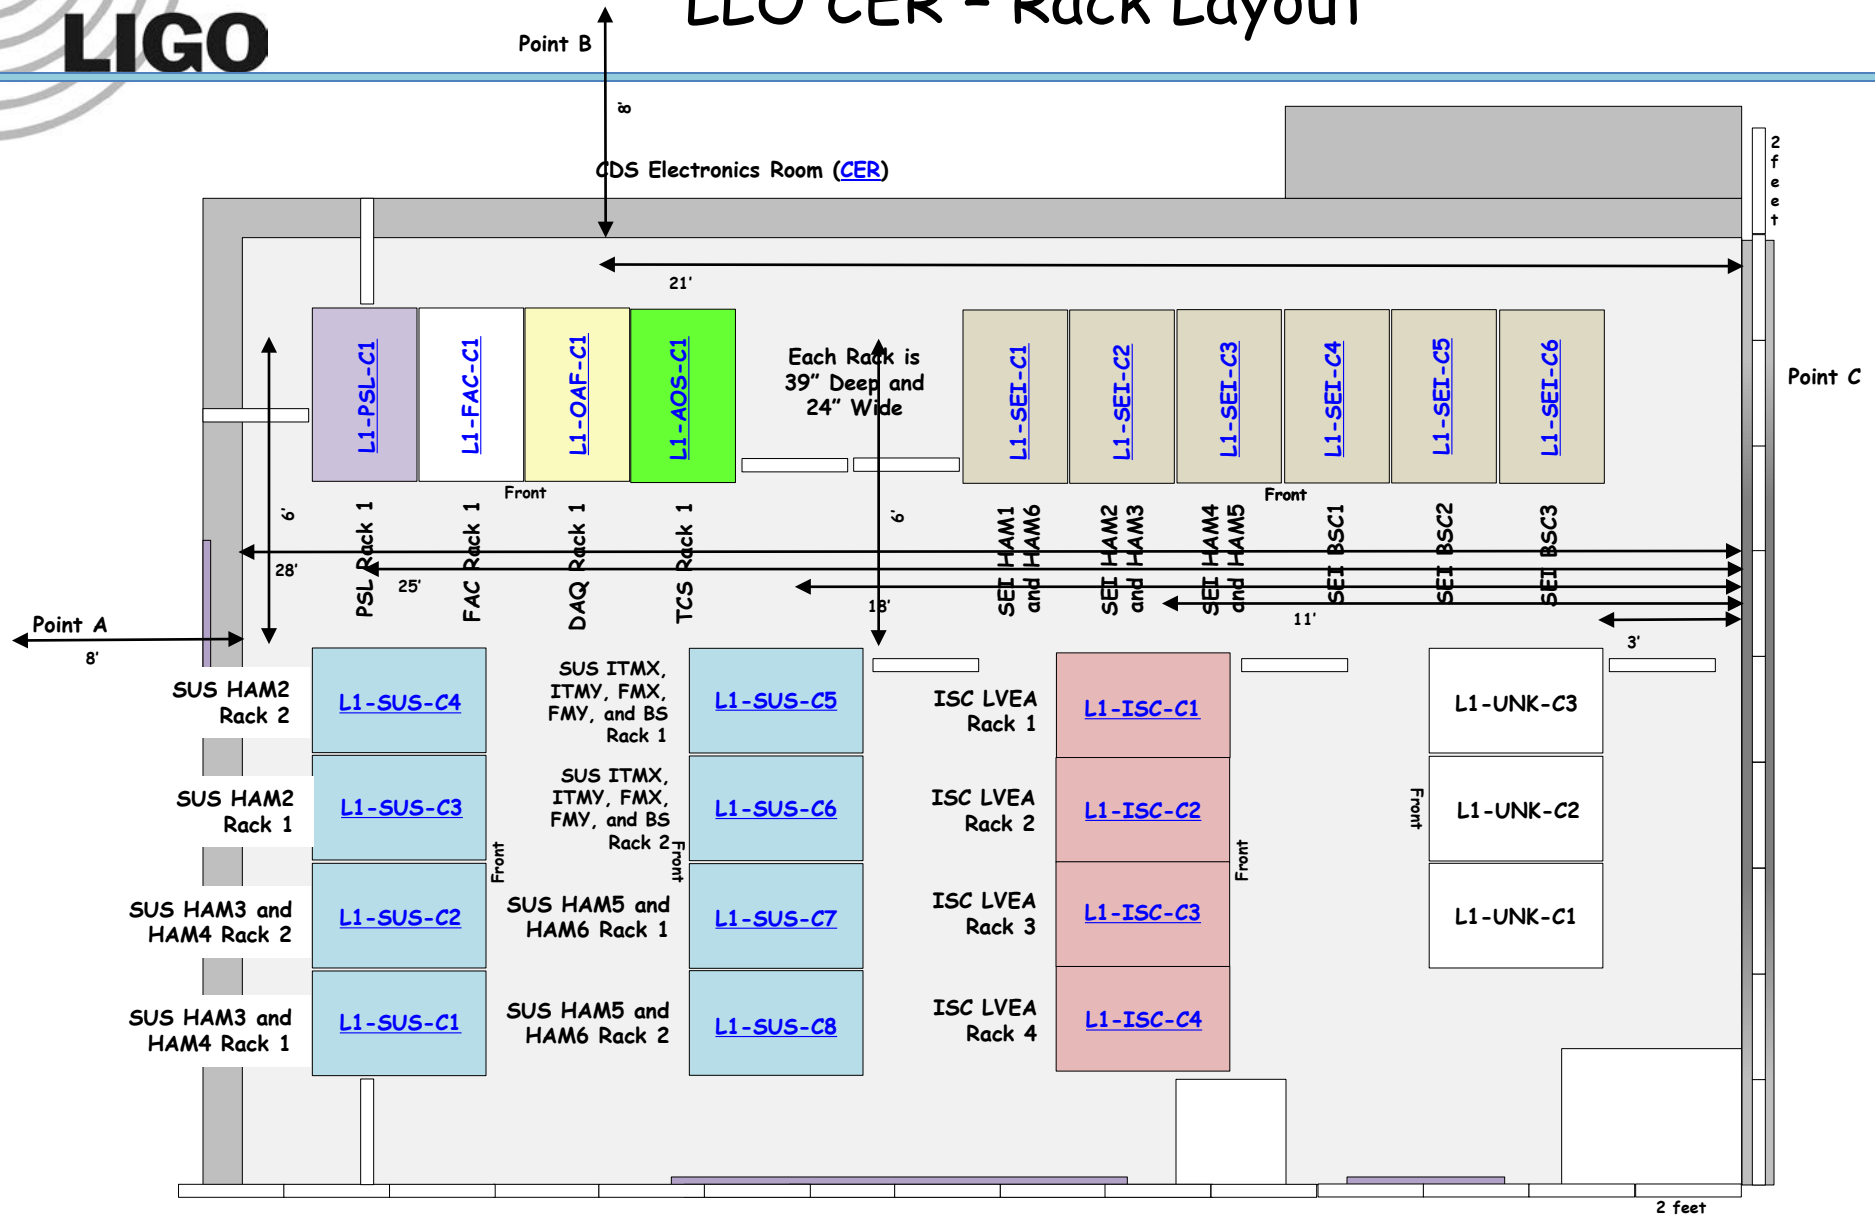 LLO CER – Rack Layout
LIGO
Point B
8'
CDS Electronics Room (CER)
2 feet
21'
Point C
L1-PSL-C1
L1-FAC-C1
L1-OAF-C1
L1-AOS-C1
Each Rack is
39” Deep and
24” Wide
L1-SEI-C1
L1-SEI-C2
L1-SEI-C3
L1-SEI-C4
L1-SEI-C5
L1-SEI-C6
Front
Front
6'
6'
PSL Rack 1
FAC Rack 1
DAQ Rack 1
TCS Rack 1
SEI HAM1
and HAM6
SEI HAM2
and HAM3
SEI HAM4
and HAM5
SEI BSC1
SEI BSC2
SEI BSC3
28'
25'
18'
11'
3'
Point A
8'
SUS HAM2
Rack 2
L1-SUS-C4
SUS ITMX,
ITMY, FMX,
FMY, and BS
Rack 1
L1-SUS-C5
ISC LVEA
Rack 1
L1-ISC-C1
L1-UNK-C3
SUS HAM2
Rack 1
L1-SUS-C3
SUS ITMX,
ITMY, FMX,
FMY, and BS
Rack 2
L1-SUS-C6
ISC LVEA
Rack 2
L1-ISC-C2
Front
L1-UNK-C2
Front
Front
Front
SUS HAM3 and
HAM4 Rack 2
L1-SUS-C2
SUS HAM5 and
HAM6 Rack 1
L1-SUS-C7
ISC LVEA
Rack 3
L1-ISC-C3
L1-UNK-C1
SUS HAM3 and
HAM4 Rack 1
L1-SUS-C1
SUS HAM5 and
HAM6 Rack 2
L1-SUS-C8
ISC LVEA
Rack 4
L1-ISC-C4
2 feet